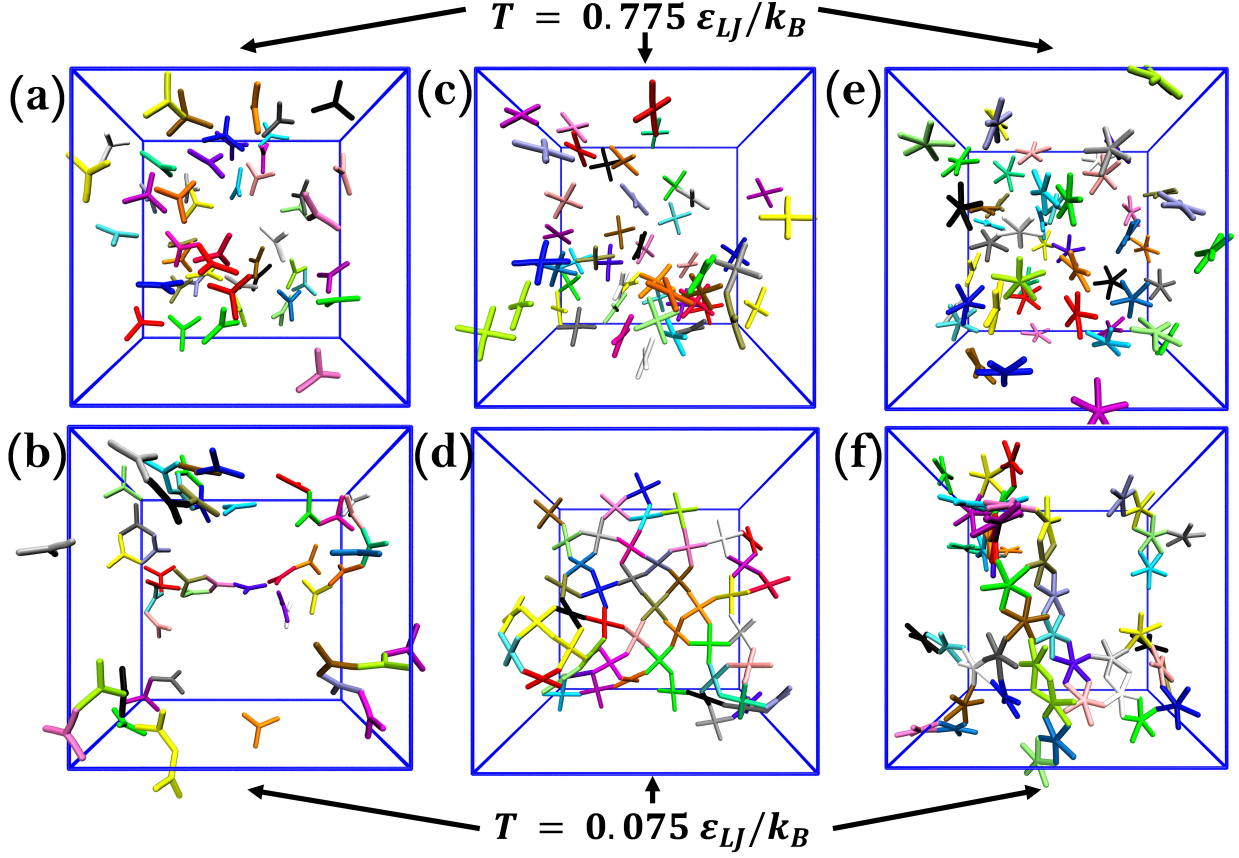 T = 0.775 ε_LJ/k_B
(a)
(c)
(e)
(b)
(d)
(f)
T = 0.075 ε_LJ/k_B